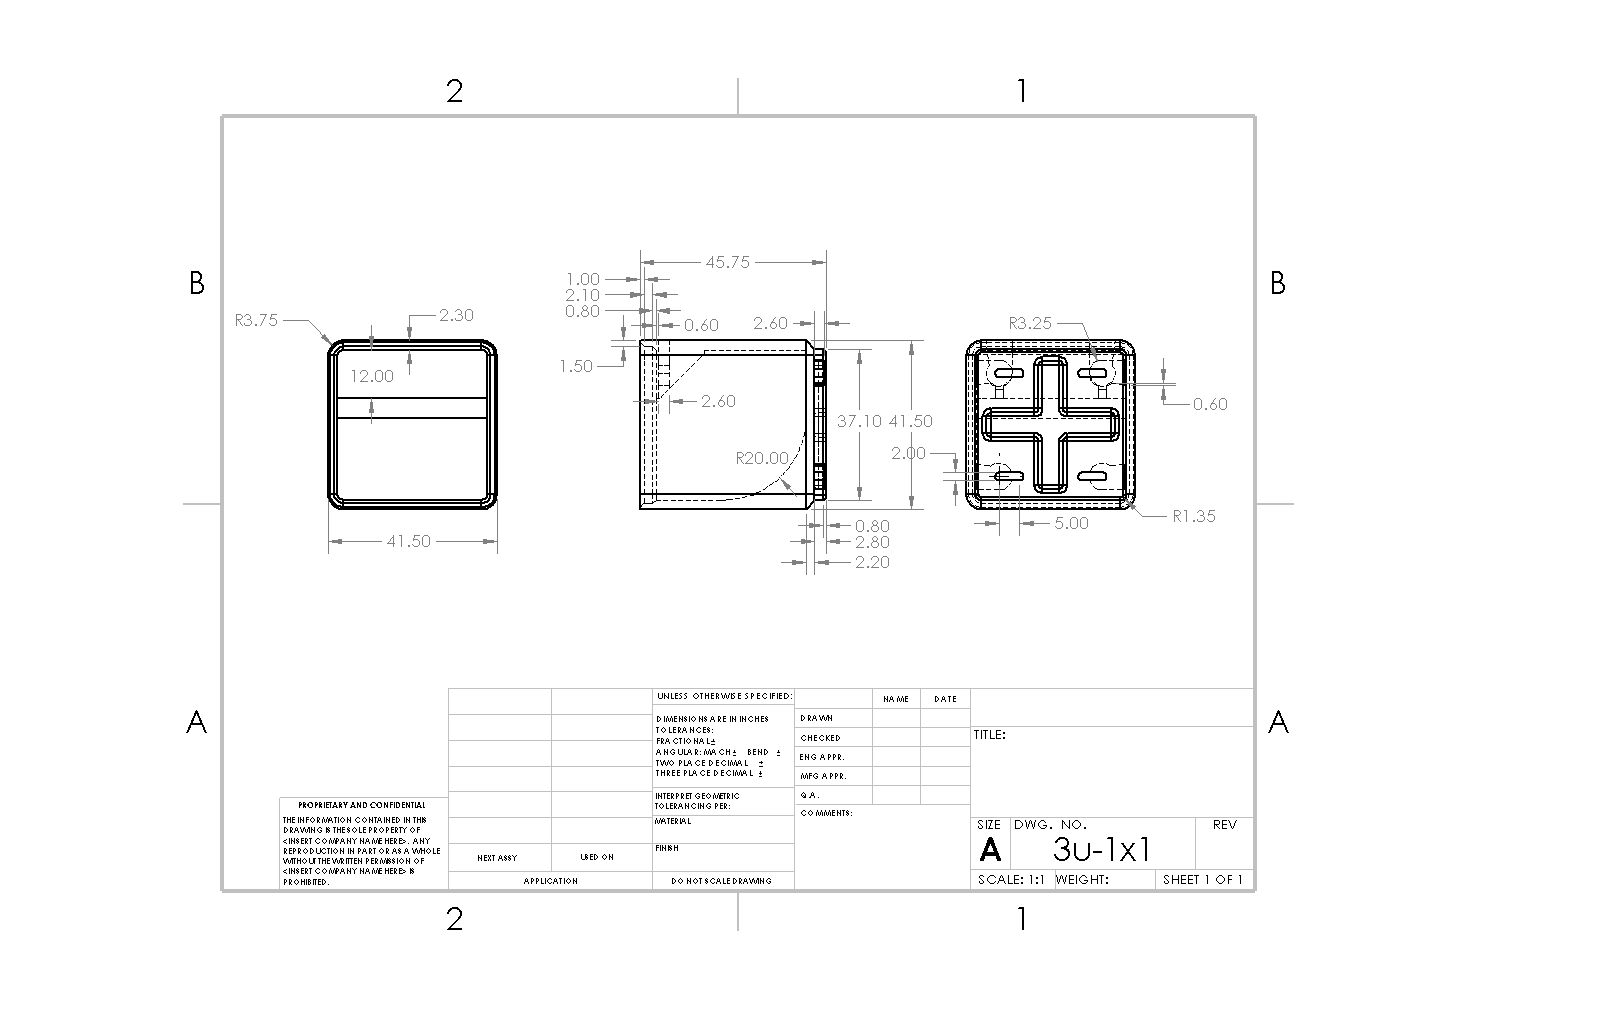 2 1
B B
A A
2 1
R3.75
2.30
12.00
41.50
45.75
1.00
2.10
0.80
0.60
2.60
1.50
2.60
R20.00
37.10
41.50
0.80
2.80
2.20
R3.25
0.60
2.00
5.00
R1.35
PROPRIETARY AND CONFIDENTIAL
THE INFORMATION CONTAINED IN THIS
DRAWING IS THE SOLE PROPERTY OF
<INSERT COMPANY NAME HERE>. ANY
REPRODUCTION IN PART OR AS A WHOLE
WITHOUT THE WRITTEN PERMISSION OF
<INSERT COMPANY NAME HERE> IS
PROHIBITED.
NEXT ASSY USED ON
APPLICATION
UNLESS OTHERWISE SPECIFIED:
DIMENSIONS ARE IN INCHES
TOLERANCES:
FRACTIONAL±
ANGULAR: MACH± BEND ±
TWO PLACE DECIMAL ±
THREE PLACE DECIMAL ±
INTERPRET GEOMETRIC
TOLERANCING PER:
MATERIAL
FINISH
DO NOT SCALE DRAWING
NAME DATE
DRAWN
CHECKED
ENG APPR.
MFG APPR.
Q.A.
COMMENTS:
TITLE:
SIZE DWG. NO. REV
A 3u-1x1
SCALE: 1:1 WEIGHT: SHEET 1 OF 1